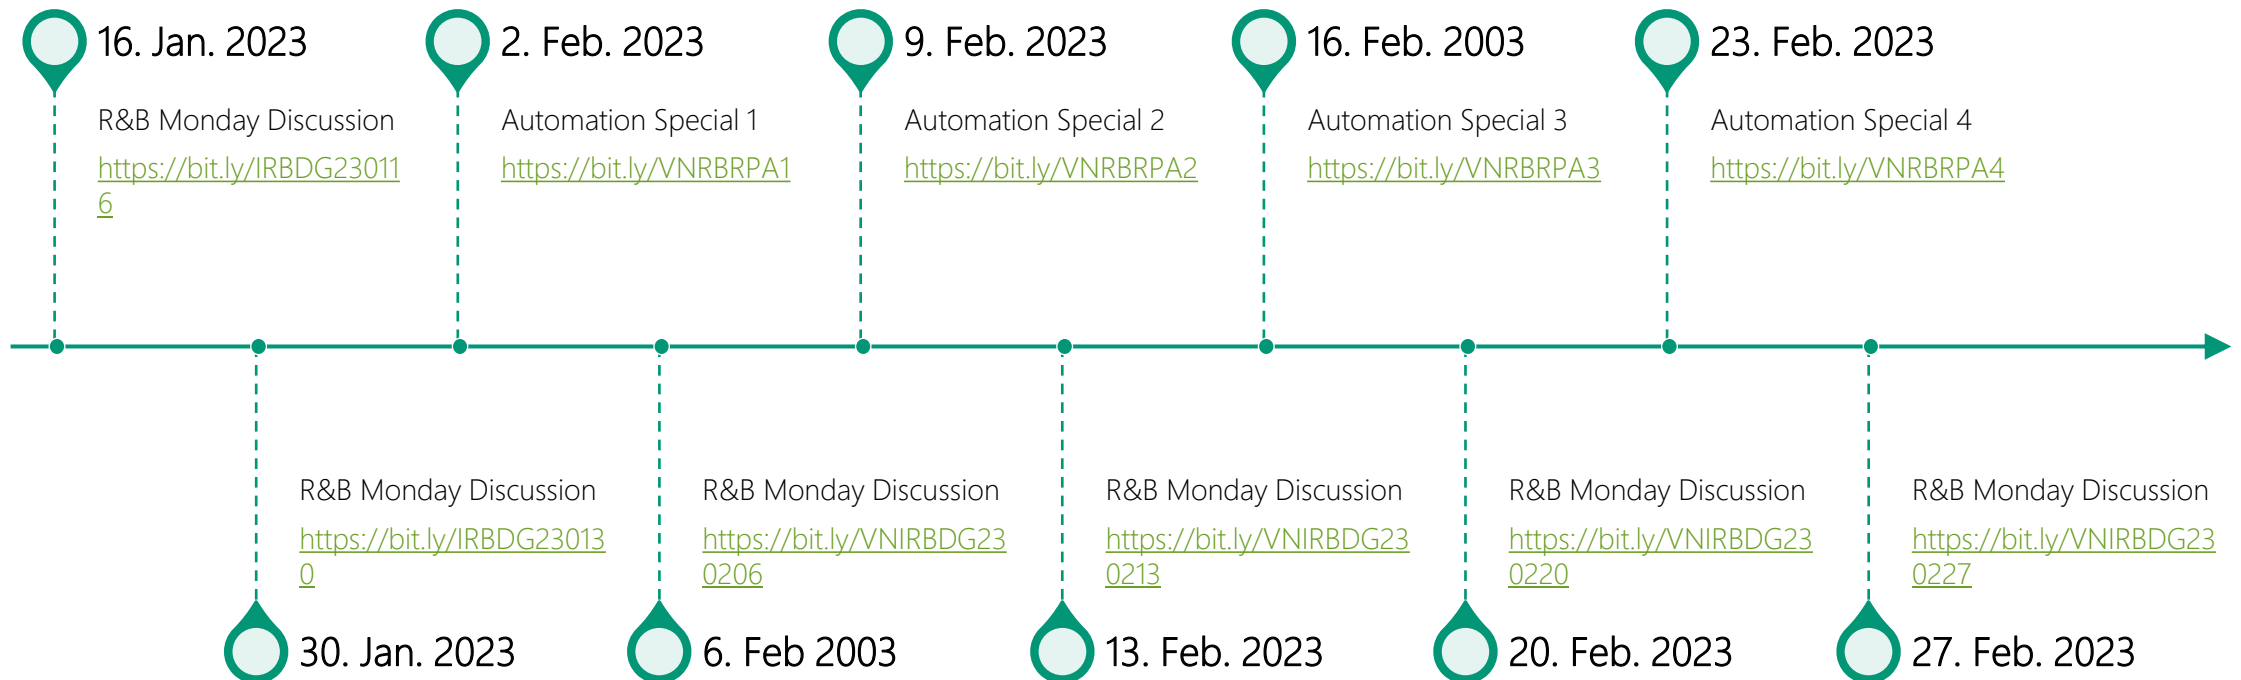 16. Jan. 2023
R&B Monday Discussion
https://bit.ly/IRBDG23011
6
2. Feb. 2023
Automation Special 1
https://bit.ly/VNRBRPA1
9. Feb. 2023
Automation Special 2
https://bit.ly/VNRBRPA2
16. Feb. 2003
Automation Special 3
https://bit.ly/VNRBRPA3
23. Feb. 2023
Automation Special 4
https://bit.ly/VNRBRPA4
R&B Monday Discussion
https://bit.ly/IRBDG23013
0
30. Jan. 2023
R&B Monday Discussion
https://bit.ly/VNIRBDG23
0206
6. Feb 2003
R&B Monday Discussion
https://bit.ly/VNIRBDG23
0213
13. Feb. 2023
R&B Monday Discussion
https://bit.ly/VNIRBDG23
0220
20. Feb. 2023
R&B Monday Discussion
https://bit.ly/VNIRBDG23
0227
27. Feb. 2023